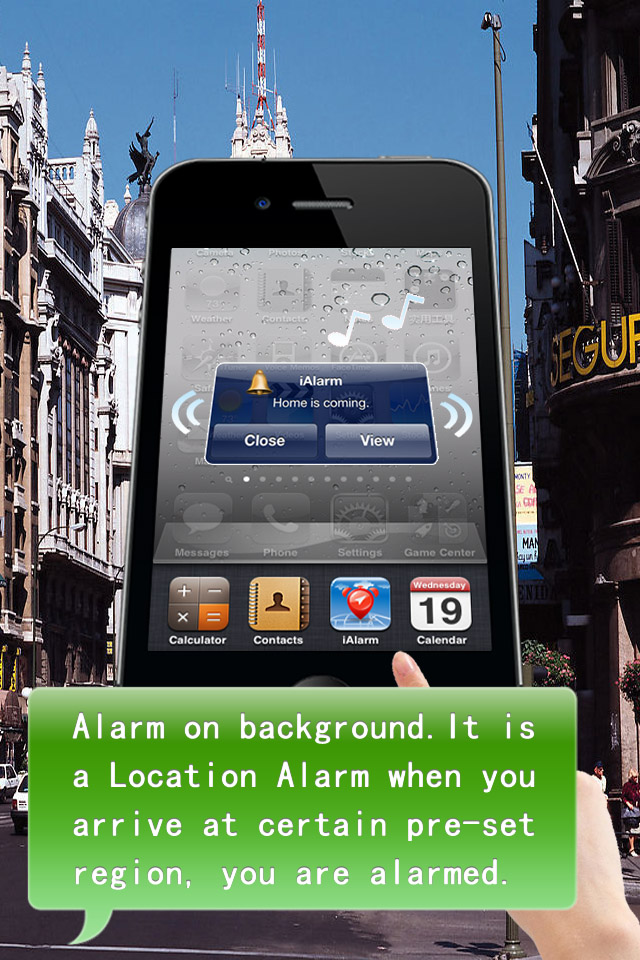 Camera Photos
73°
Weather Contacts
iAlarm
Home is coming.
Close View
Messages Phone Settings Game Center
Wednesday
19
Calculator Contacts iAlarm Calendar
SEGUR
Alarm on background.It is
a Location Alarm when you
arrive at certain pre-set
region, you are alarmed.